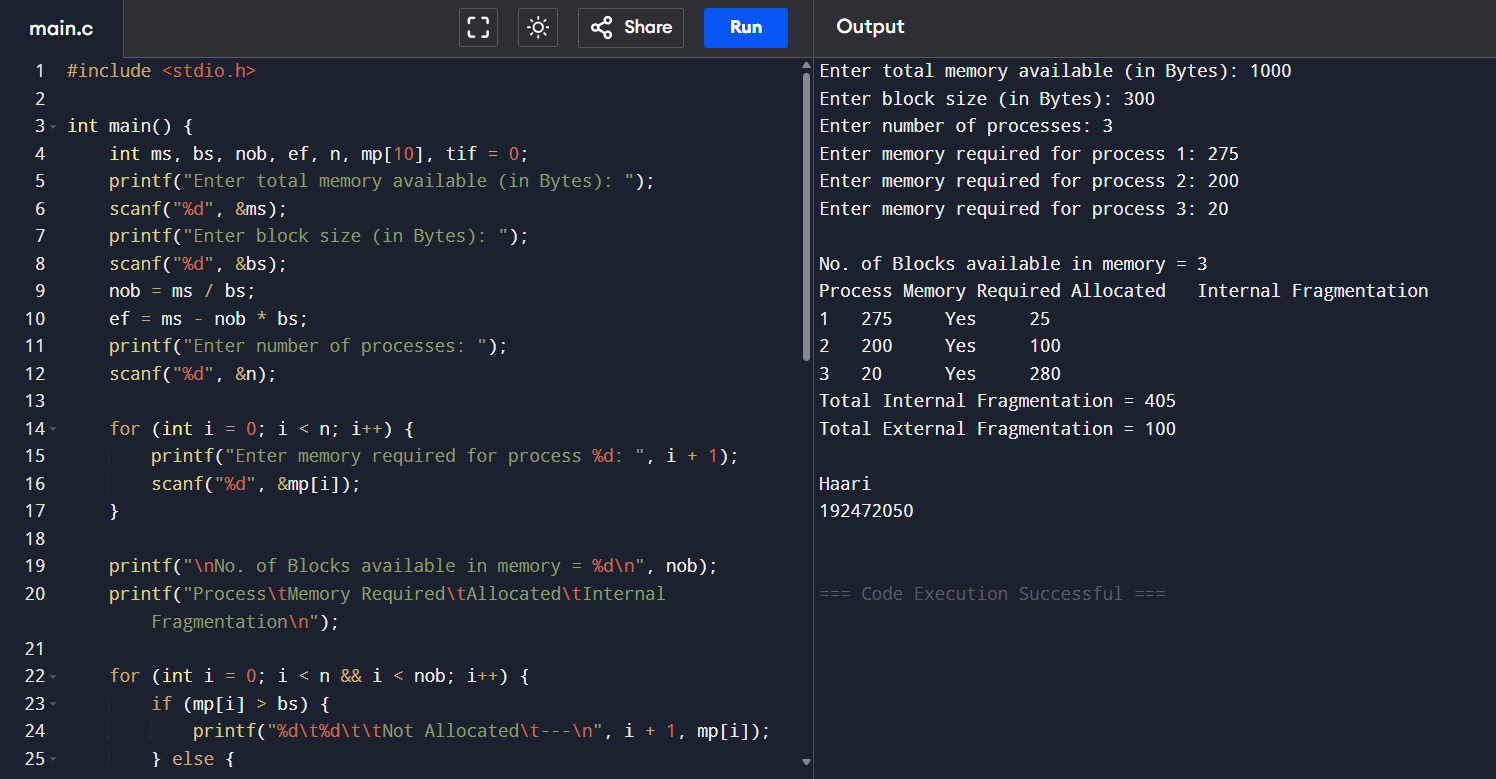 main.c
Share
Run
Output
1 #include <stdio.h>
2
3 int main() {
4     int ms, bs, nob, ef, n, mp[10], tif = 0;
5     printf("Enter total memory available (in Bytes): ");
6     scanf("%d", &ms);
7     printf("Enter block size (in Bytes): ");
8     scanf("%d", &bs);
9     nob = ms / bs;
10     ef = ms - nob * bs;
11     printf("Enter number of processes: ");
12     scanf("%d", &n);
13
14     for (int i = 0; i < n; i++) {
15         printf("Enter memory required for process %d: ", i + 1);
16         scanf("%d", &mp[i]);
17     }
18
19     printf("\nNo. of Blocks available in memory = %d\n", nob);
20     printf("Process\tMemory Required\tAllocated\tInternal
        Fragmentation\n");
21
22     for (int i = 0; i < n && i < nob; i++) {
23         if (mp[i] > bs) {
24             printf("%d\t%d\t\tNot Allocated\t---\n", i + 1, mp[i]);
25         } else {
Enter total memory available (in Bytes): 1000
Enter block size (in Bytes): 300
Enter number of processes: 3
Enter memory required for process 1: 275
Enter memory required for process 2: 200
Enter memory required for process 3: 20

No. of Blocks available in memory = 3
Process Memory Required Allocated   Internal Fragmentation
1   275     Yes     25
2   200     Yes     100
3   20      Yes     280
Total Internal Fragmentation = 405
Total External Fragmentation = 100

Haari
192472050

=== Code Execution Successful ===